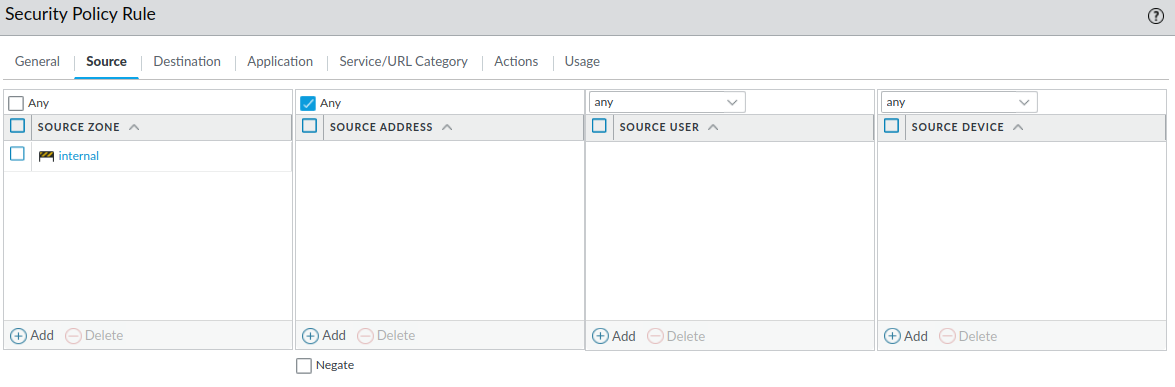 Security Policy Rule
General Source Destination Application Service/URL Category Actions Usage
Any Any any any
SOURCE ZONE SOURCE ADDRESS SOURCE USER SOURCE DEVICE
internal
Add Delete Add Delete Add Delete Add Delete
Negate